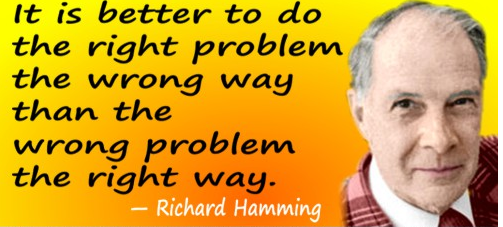 It is better to do
the right problem
the wrong way
than the
wrong problem
the right way.
— Richard Hamming